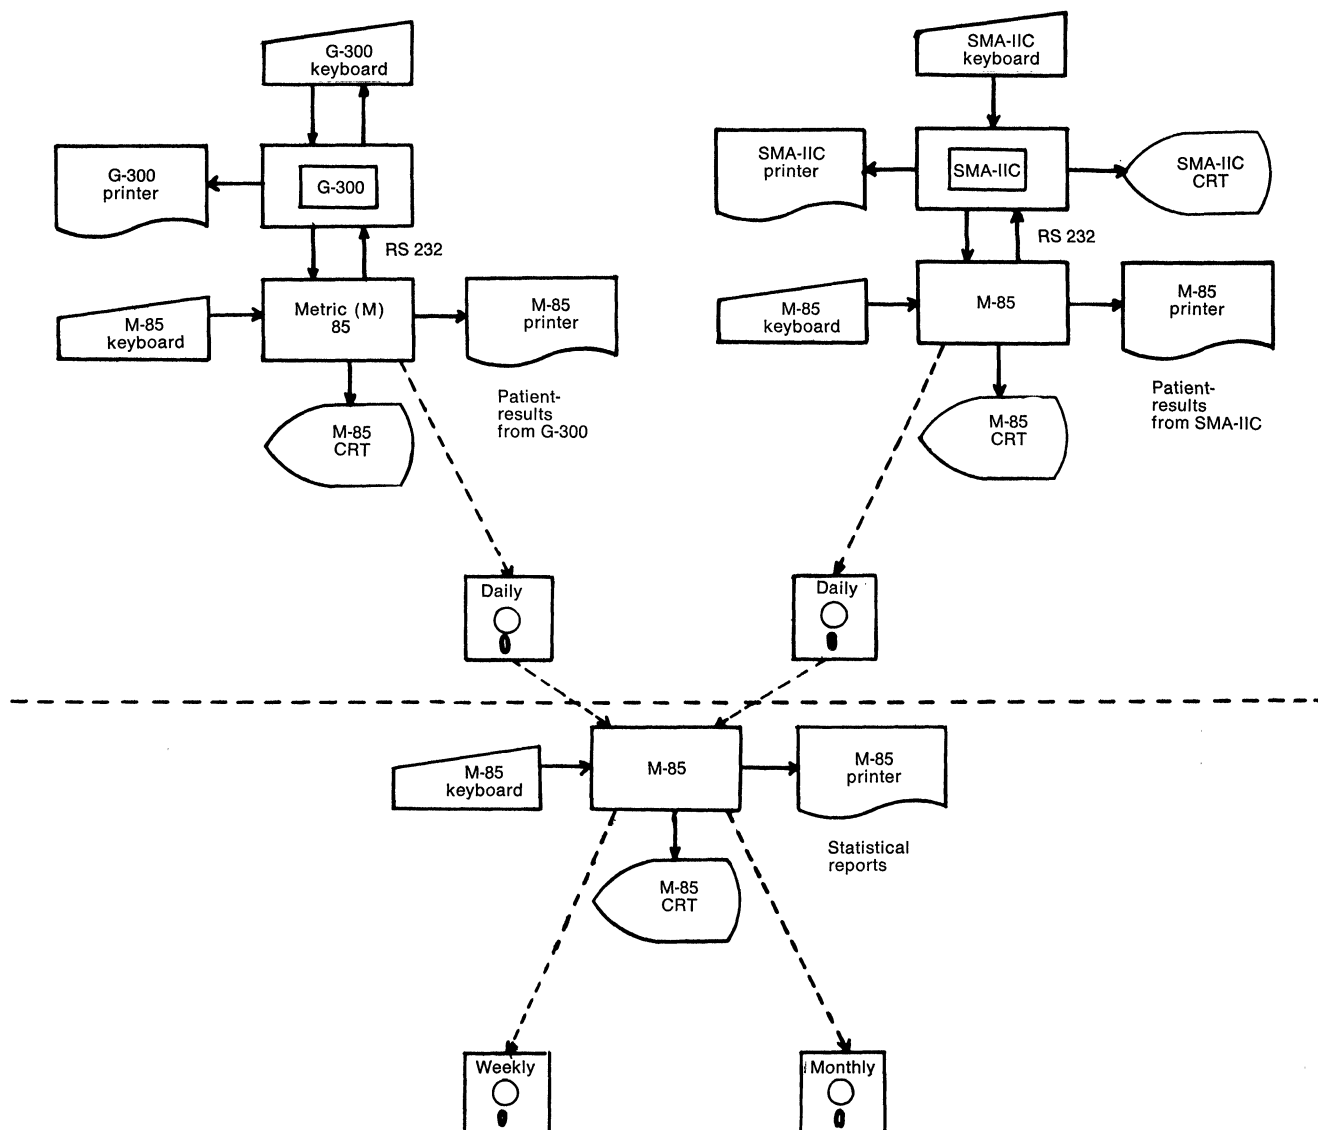 G-300
keyboard
G-300
printer
G-300
RS 232
M-85
keyboard
Metric (M)
85
M-85
printer
Patient-
results
from G-300
M-85
CRT
SMA-IIC
keyboard
SMA-IIC
printer
SMA-IIC
SMA-IIC
CRT
RS 232
M-85
keyboard
M-85
M-85
printer
Patient-
results
from SMA-IIC
M-85
CRT
Daily
Daily
M-85
keyboard
M-85
M-85
printer
Statistical
reports
M-85
CRT
Weekly
Monthly